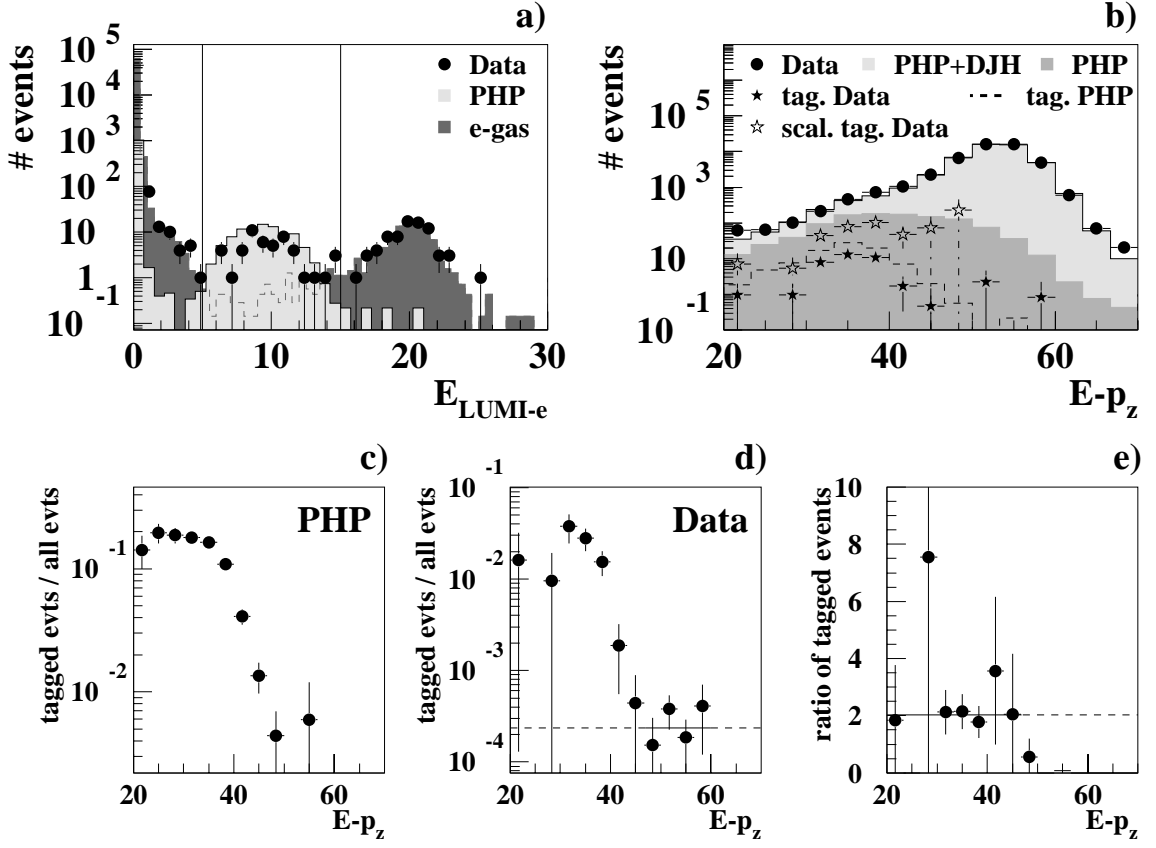 a)
# events
10 5
10 4
10 3
10 2
10
1
10 -1
Data
PHP
e-gas
0 10 20 30
E LUMI-e
b)
# events
10 5
10 3
10
10 -1
Data PHP+DJH PHP
tag. Data tag. PHP
scal. tag. Data
20 40 60
E-p z
c)
tagged evts / all evts
10 -1
10 -2
PHP
20 40 60
E-p z
d)
tagged evts / all evts
10 -1
10 -2
10 -3
10 -4
Data
20 40 60
E-p z
e)
ratio of tagged events
10
8
6
4
2
0
20 40 60
E-p z